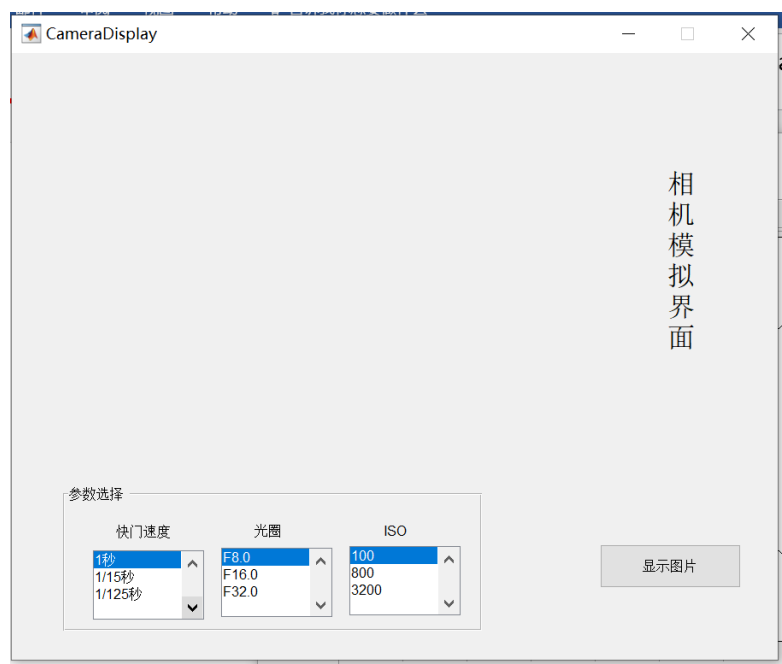 CameraDisplay
相机模拟界面
参数选择
快门速度
光圈
ISO
1秒
1/15秒
1/125秒
F8.0
F16.0
F32.0
100
800
3200
显示图片